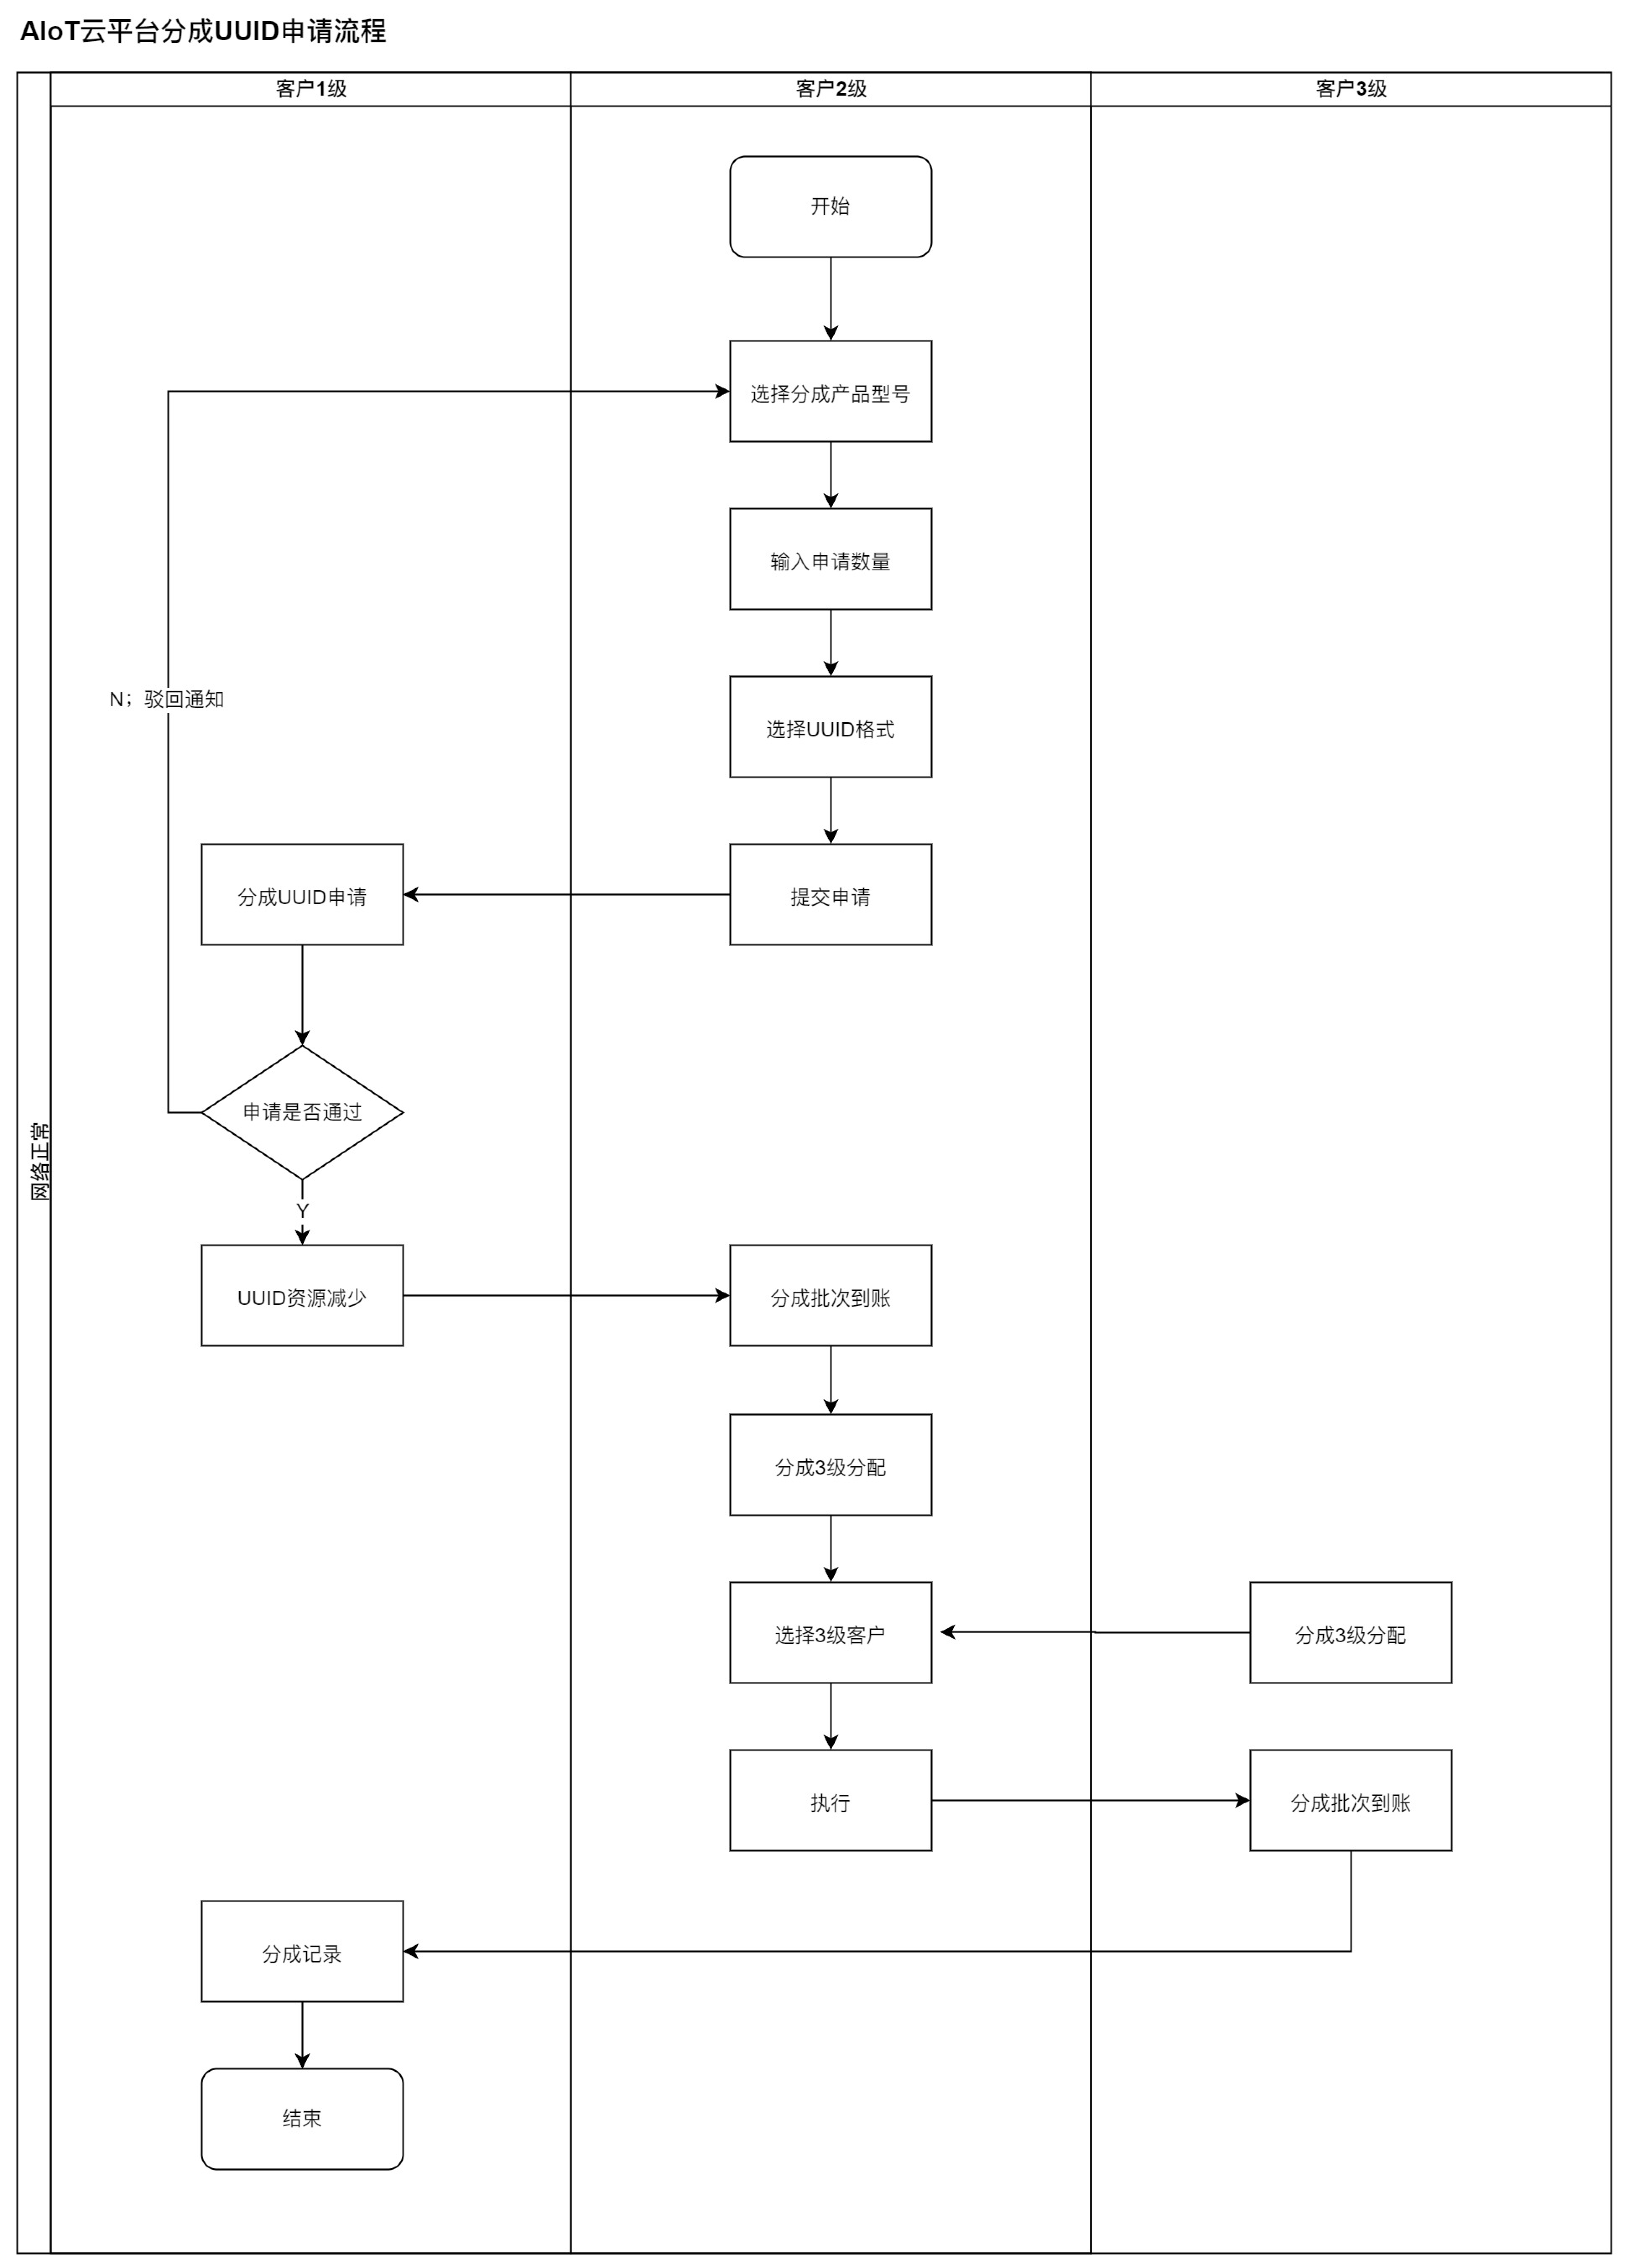 AIoT云平台分成UUID申请流程
客户1级
客户2级
客户3级
网络正常
开始
选择分成产品型号
输入申请数量
选择UUID格式
N；驳回通知
分成UUID申请
提交申请
申请是否通过
Y
UUID资源减少
分成批次到账
分成3级分配
选择3级客户
分成3级分配
执行
分成批次到账
分成记录
结束